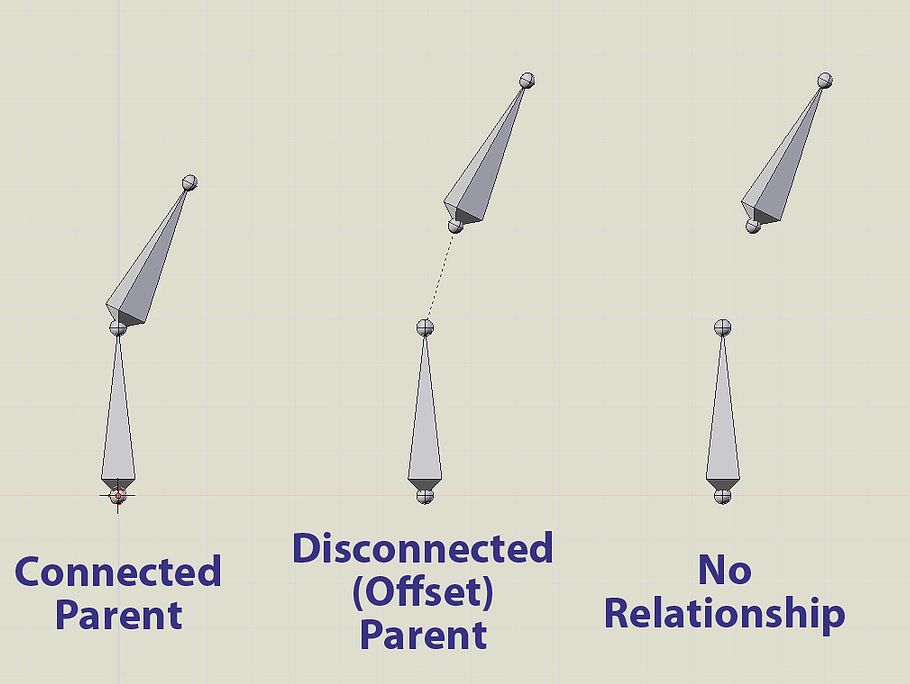 Connected
Parent
Disconnected
(Offset)
Parent
No
Relationship